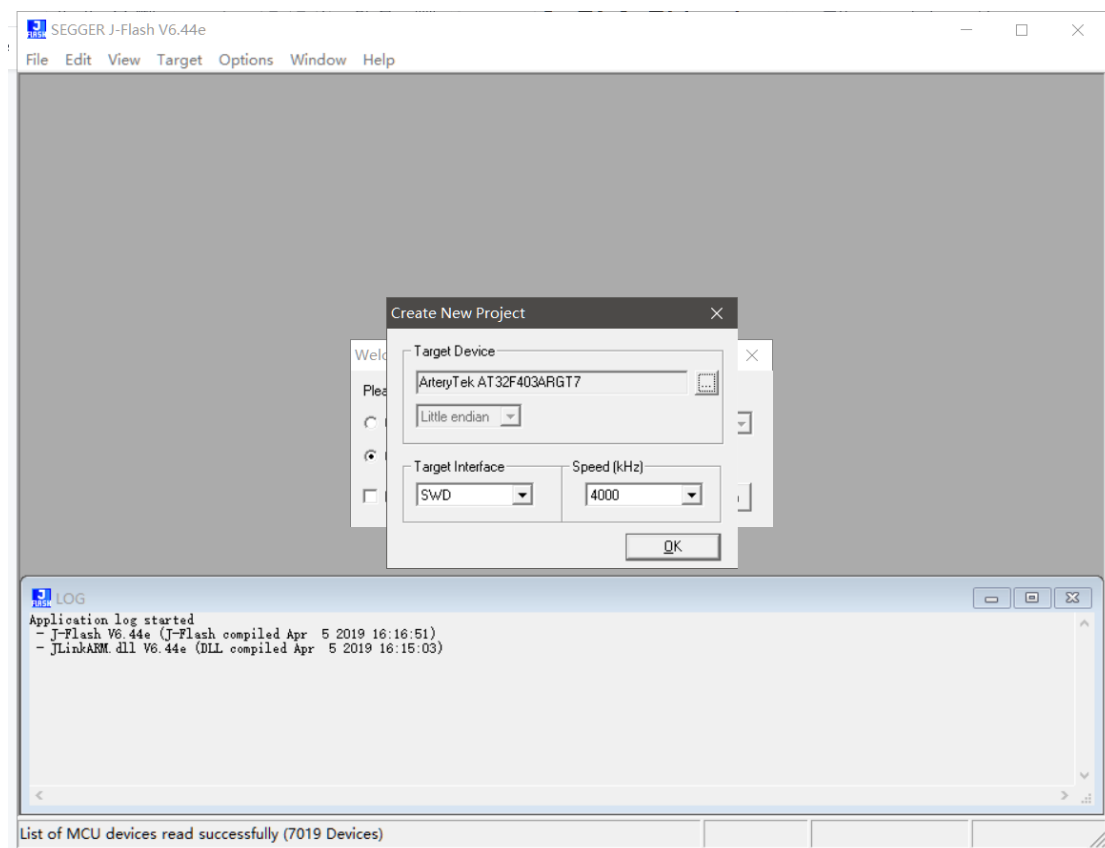 SEGGER J-Flash V6.44e
File Edit View Target Options Window Help
Create New Project
Welc
Target Device
Plea
ArteryTek AT32F403ARGT7
...
Little endian
Target Interface
Speed (kHz)
SWD
4000
OK
LOG
Application log started
- J-Flash V6.44e (J-Flash compiled Apr 5 2019 16:16:51)
- JLinkARM.dll V6.44e (DLL compiled Apr 5 2019 16:15:03)
List of MCU devices read successfully (7019 Devices)